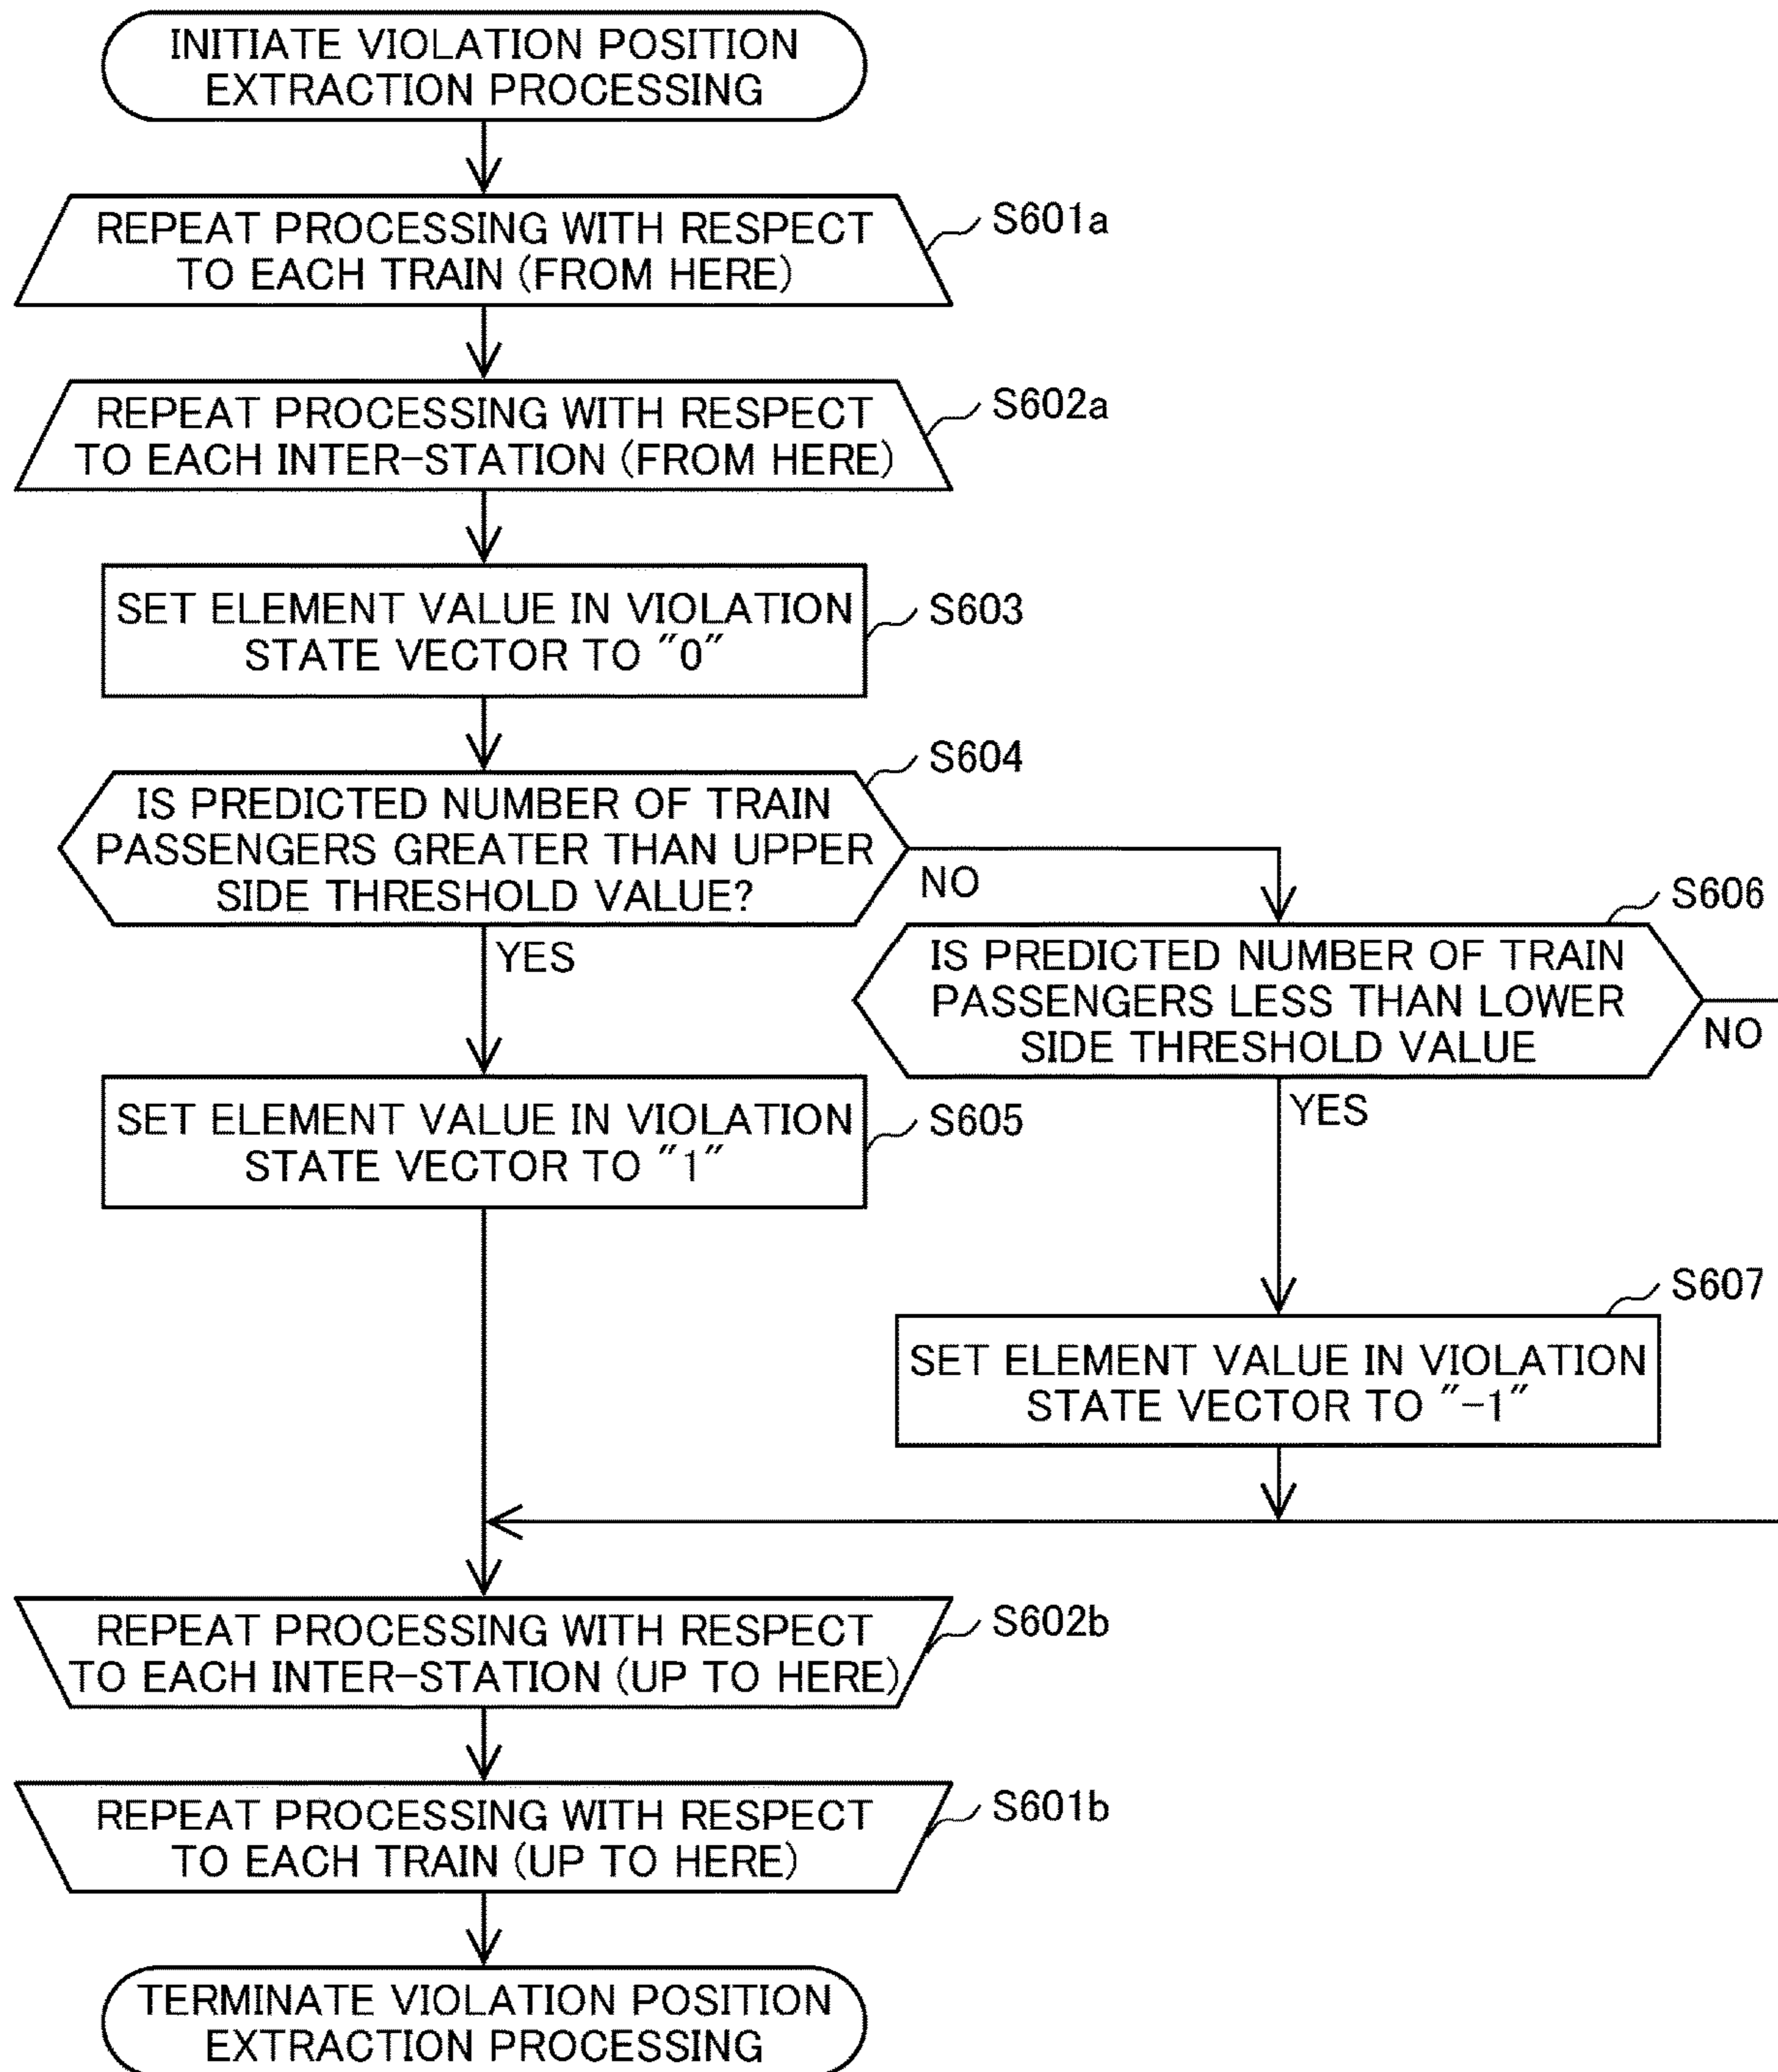 INITIATE VIOLATION POSITION
EXTRACTION PROCESSING
REPEAT PROCESSING WITH RESPECT
TO EACH TRAIN (FROM HERE)
S601a
REPEAT PROCESSING WITH RESPECT
TO EACH INTER-STATION (FROM HERE)
S602a
SET ELEMENT VALUE IN VIOLATION
STATE VECTOR TO "0"
S603
S604
IS PREDICTED NUMBER OF TRAIN
PASSENGERS GREATER THAN UPPER
SIDE THRESHOLD VALUE?
NO
YES
S606
IS PREDICTED NUMBER OF TRAIN
PASSENGERS LESS THAN LOWER
SIDE THRESHOLD VALUE
NO
YES
SET ELEMENT VALUE IN VIOLATION
STATE VECTOR TO "1"
S605
S607
SET ELEMENT VALUE IN VIOLATION
STATE VECTOR TO "-1"
REPEAT PROCESSING WITH RESPECT
TO EACH INTER-STATION (UP TO HERE)
S602b
REPEAT PROCESSING WITH RESPECT
TO EACH TRAIN (UP TO HERE)
S601b
TERMINATE VIOLATION POSITION
EXTRACTION PROCESSING